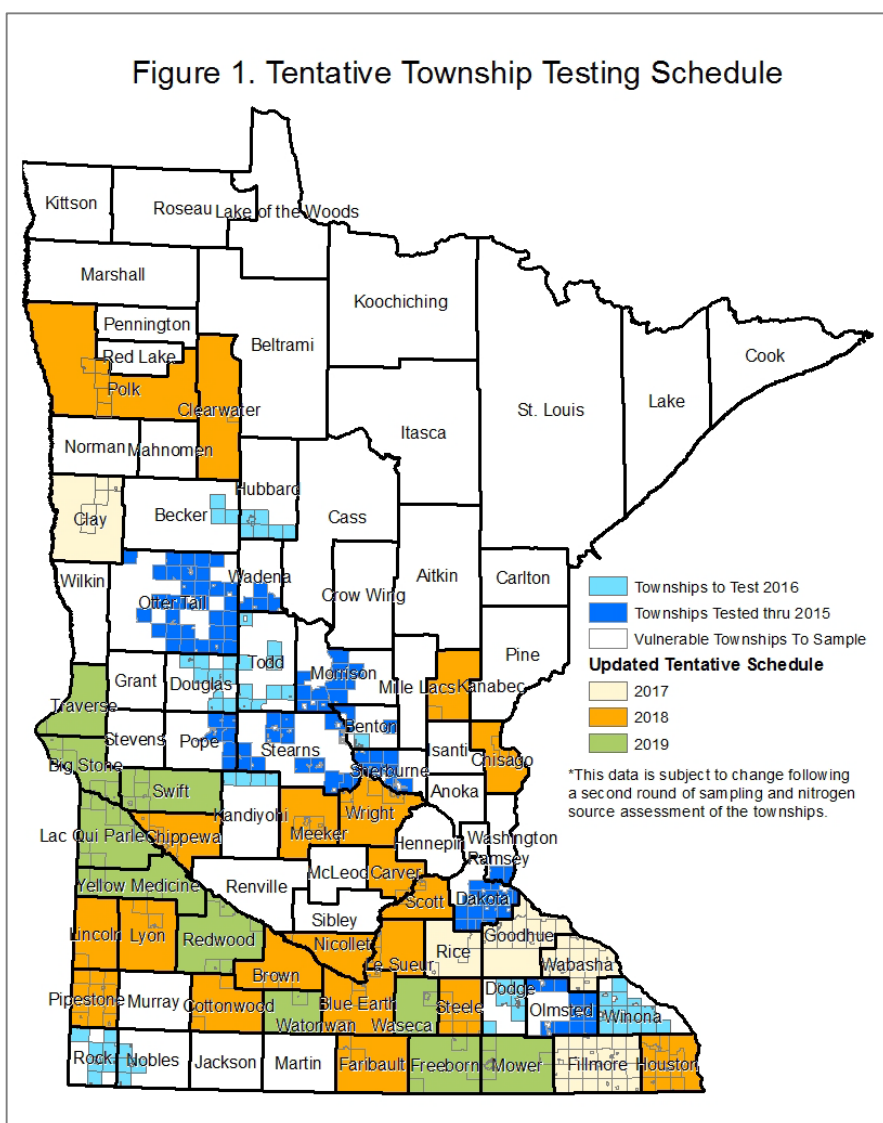 Figure 1. Tentative Township Testing Schedule
Kittson
Roseau
Lake of the Woods
Marshall
Koochiching
Pennington
Beltrami
Red Lake
Cook
Polk
Clearwater
St. Louis
Lake
Itasca
Norman
Mahnomen
Hubbard
Clay
Becker
Cass
Aitkin
Carlton
Wilkin
Wadena
Crow Wing
Otter Tail
Pine
Todd
Morrison
Grant
Douglas
Mille Lacs
Kanabec
Traverse
Benton
Stevens
Pope
Stearns
Isanti
Chisago
Big Stone
Sherburne
Swift
Anoka
Kandiyohi
Wright
Lac Qui Parle
Chippewa
Meeker
Hennepin
Washington
Ramsey
McLeod
Carver
Yellow Medicine
Renville
Scott
Dakota
Sibley
Lincoln
Lyon
Redwood
Nicollet
Le Sueur
Rice
Goodhue
Wabasha
Brown
Pipestone
Murray
Cottonwood
Watonwan
Blue Earth
Waseca
Steele
Dodge
Olmsted
Winona
Rock
Nobles
Jackson
Martin
Faribault
Freeborn
Mower
Fillmore
Houston
Townships to Test 2016
Townships Tested thru 2015
Vulnerable Townships To Sample
Updated Tentative Schedule
2017
2018
2019
*This data is subject to change following
a second round of sampling and nitrogen
source assessment of the townships.